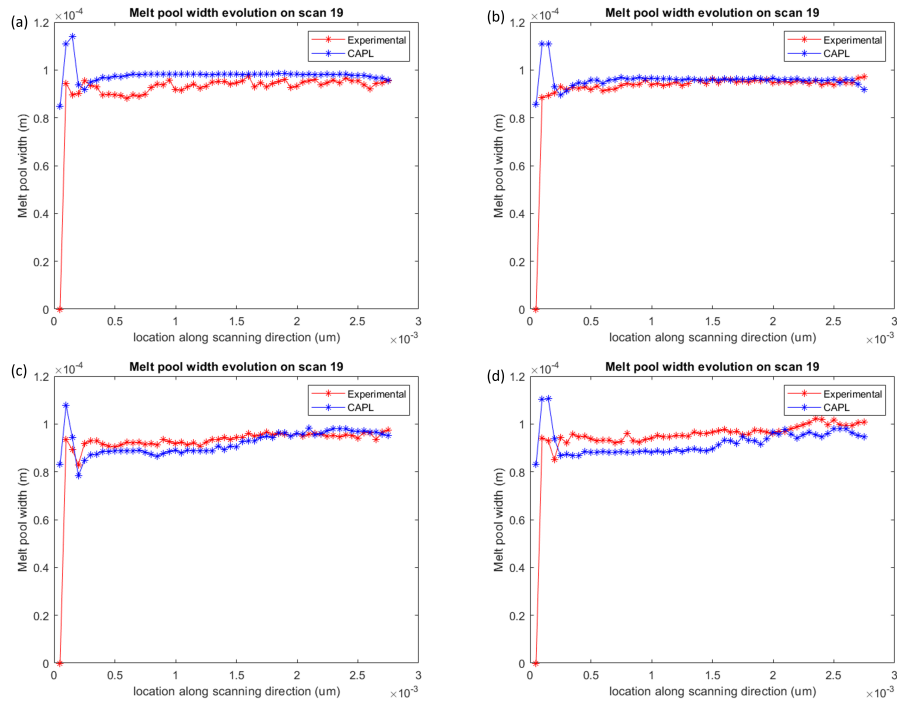 (a)
Melt pool width evolution on scan 19
×10⁻⁴
1.2
1
0.8
0.6
0.4
0.2
0
Melt pool width (m)
Experimental
CAPL
0 0.5 1 1.5 2 2.5 3
location along scanning direction (um)
×10⁻³
(b)
Melt pool width evolution on scan 19
×10⁻⁴
1.2
1
0.8
0.6
0.4
0.2
0
Melt pool width (m)
Experimental
CAPL
0 0.5 1 1.5 2 2.5 3
location along scanning direction (um)
×10⁻³
(c)
Melt pool width evolution on scan 19
×10⁻⁴
1.2
1
0.8
0.6
0.4
0.2
0
Melt pool width (m)
Experimental
CAPL
0 0.5 1 1.5 2 2.5 3
location along scanning direction (um)
×10⁻³
(d)
Melt pool width evolution on scan 19
×10⁻⁴
1.2
1
0.8
0.6
0.4
0.2
0
Melt pool width (m)
Experimental
CAPL
0 0.5 1 1.5 2 2.5 3
location along scanning direction (um)
×10⁻³